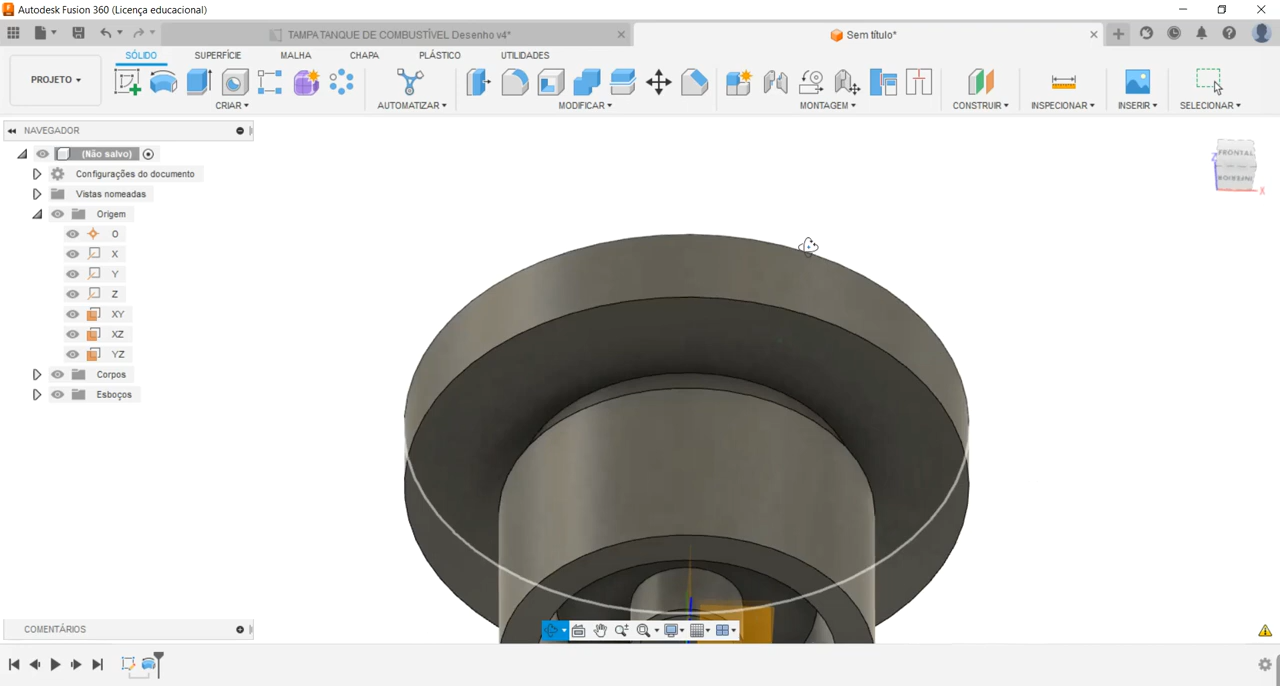 Autodesk Fusion 360 (Licença educacional)
TAMPA TANQUE DE COMBUSTÍVEL Desenho v4*
Sem título*
SÓLIDO SUPERFÍCIE MALHA CHAPA PLÁSTICO UTILIDADES
PROJETO
CRIAR AUTOMATIZAR MODIFICAR MONTAGEM CONSTRUIR INSPECIONAR INSERIR SELECIONAR
NAVEGADOR
(Não salvo)
Configurações do documento
Vistas nomeadas
Origem
O
X
Y
Z
XY
XZ
YZ
Corpos
Esboços
FRONTAL
INFERIOR
Z
X
COMENTÁRIOS